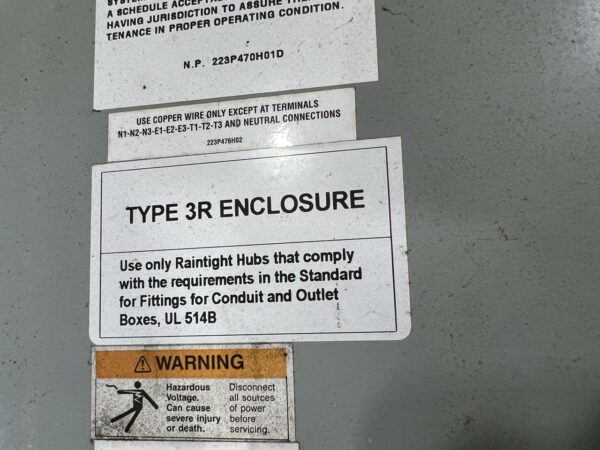 A SCHEDULE ACCEPTA
HAVING JURISDICTION TO ASSURE THE
TENANCE IN PROPER OPERATING CONDITION.
N.P. 223P470H01D
USE COPPER WIRE ONLY EXCEPT AT TERMINALS
N1-N2-N3-E1-E2-E3-T1-T2-T3 AND NEUTRAL CONNECTIONS
223P476H02
TYPE 3R ENCLOSURE
Use only Raintight Hubs that comply
with the requirements in the Standard
for Fittings for Conduit and Outlet
Boxes, UL 514B
WARNING
Hazardous
Voltage.
Can cause
severe injury
or death.
Disconnect
all sources
of power
before
servicing.